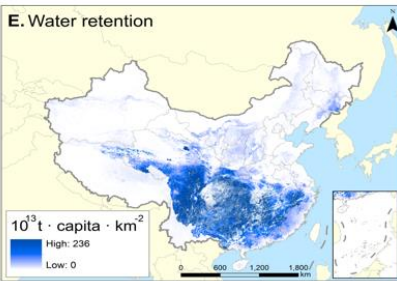 E. Water retention
N
10¹³ t · capita · km⁻²
High: 236
Low: 0
0 600 1,200 1,800
km